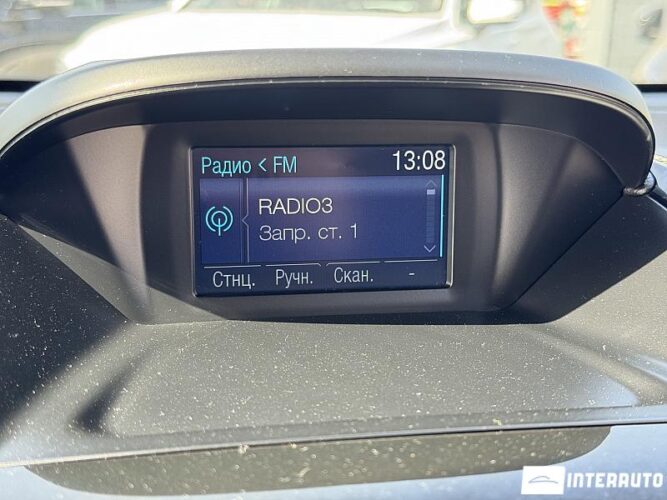 Радио < FM 13:08
RADIO3
Запр. ст. 1
Стнц. Ручн. Скан. -
INTERAUTO